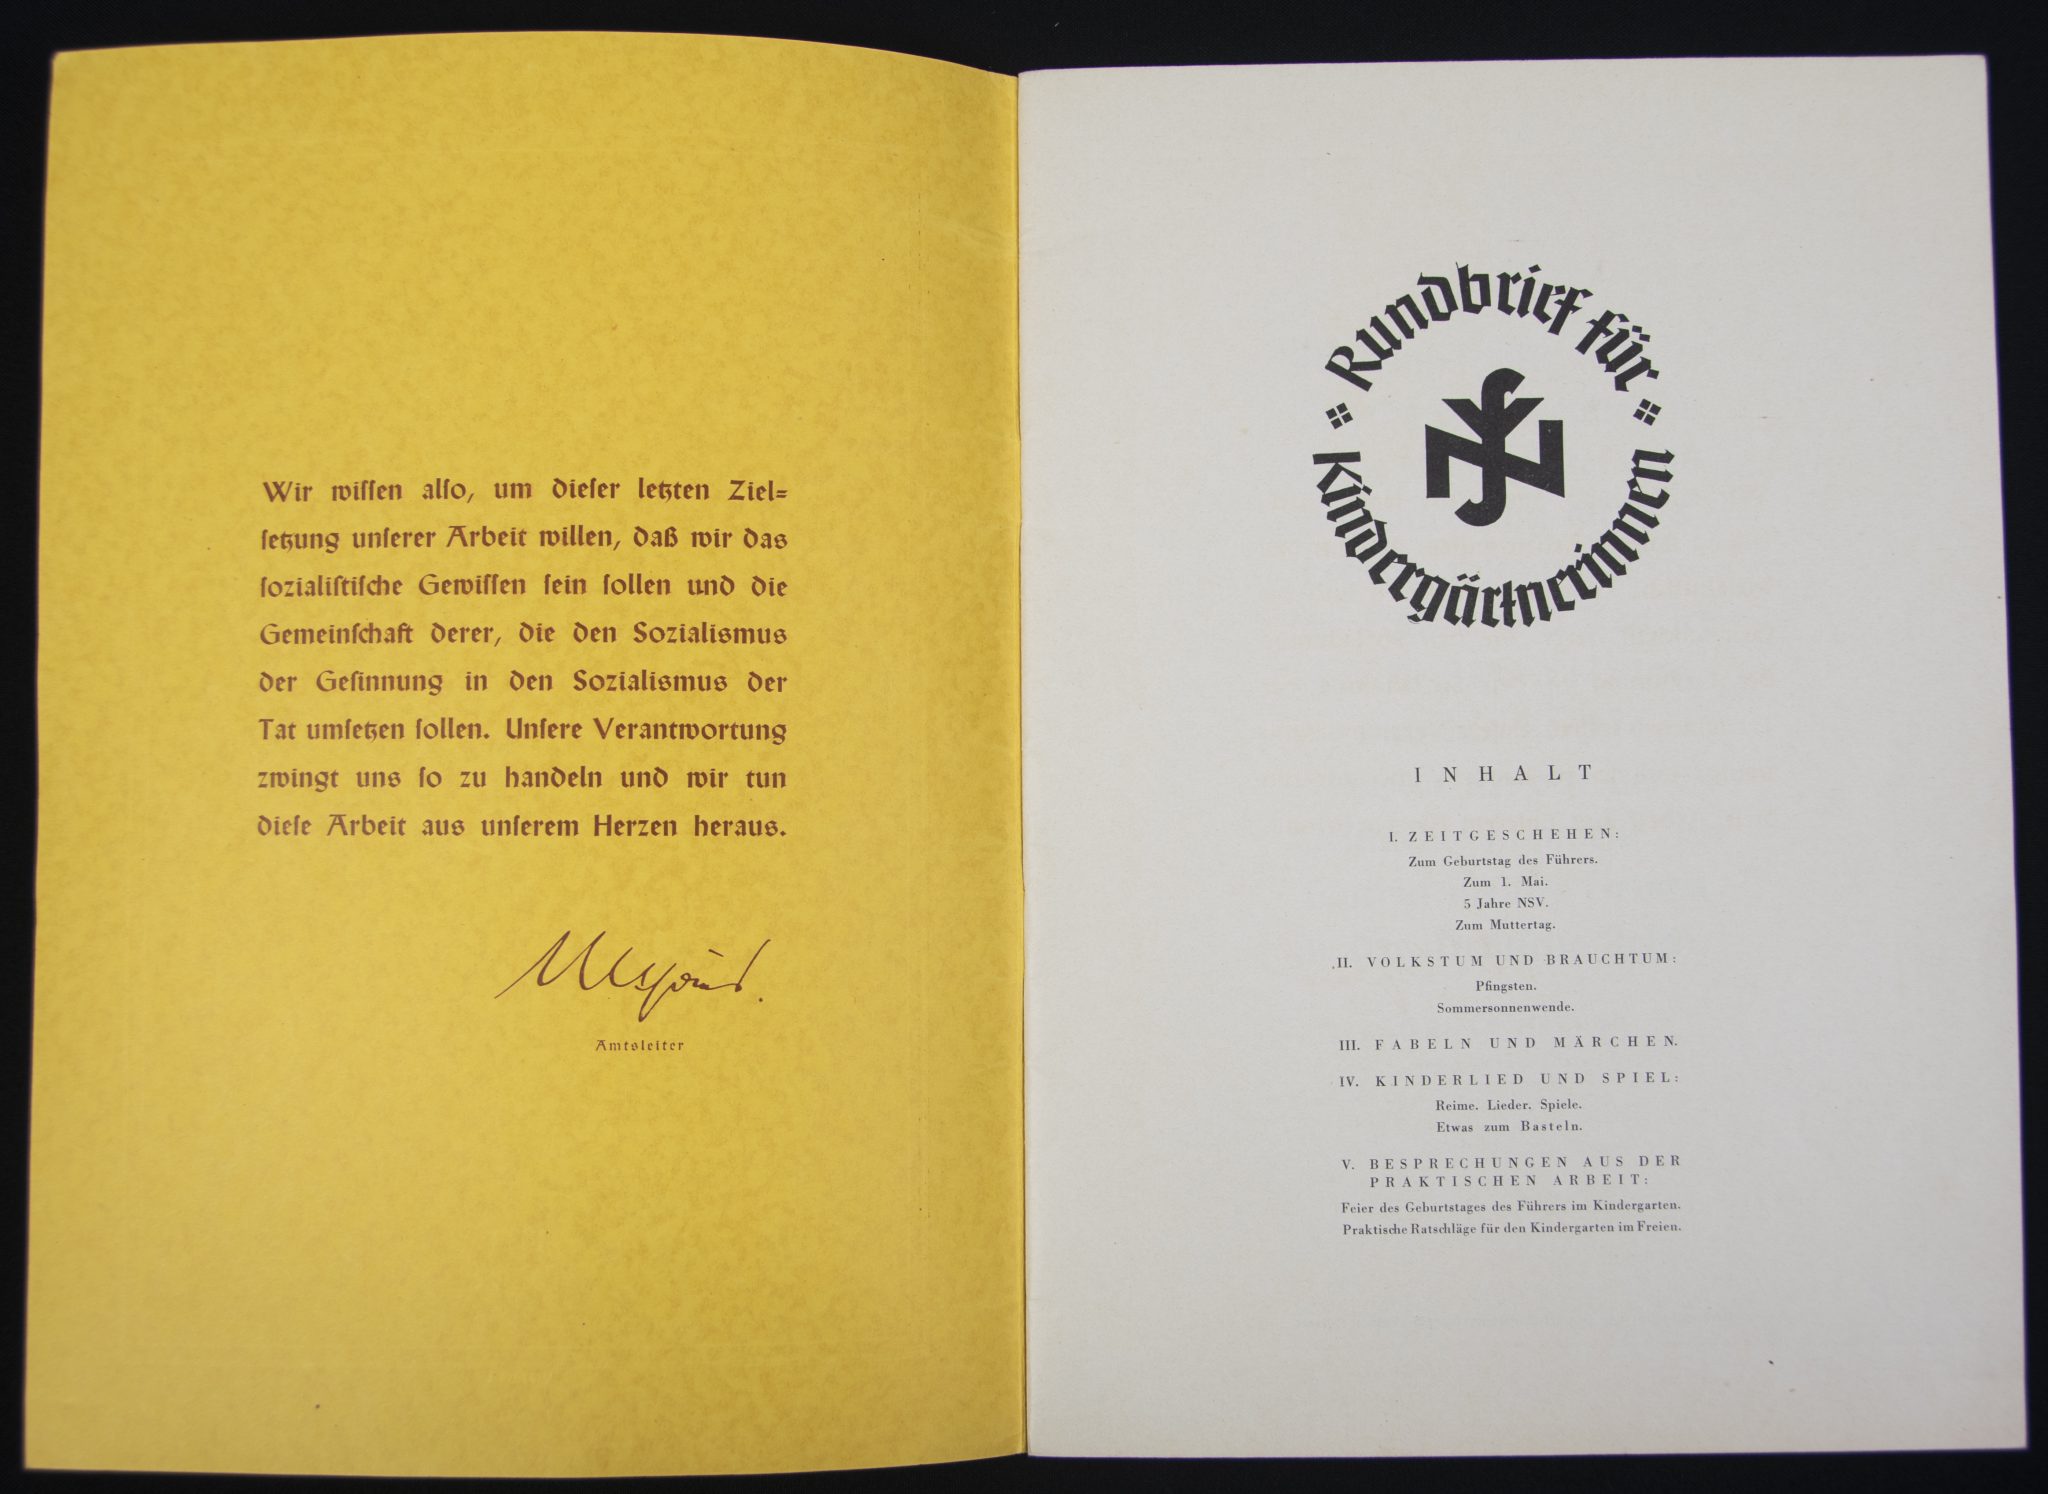 Wir wiſſen alſo, um dieſer letzten Ziel=
ſetzung unſerer Arbeit willen, daß wir das
ſozialiſtiſche Gewiſſen ſein ſollen und die
Gemeinſchaft derer, die den Sozialismus
der Geſinnung in den Sozialismus der
Tat umſetzen ſollen. Unſere Verantwortung
zwingt uns ſo zu handeln und wir tun
dieſe Arbeit aus unſerem Herzen heraus.
Amtsleiter
Rundbrief für
Kindergärtnerinnen
NSV
INHALT
I. ZEITGESCHEHEN:
Zum Geburtstag des Führers.
Zum 1. Mai.
5 Jahre NSV.
Zum Muttertag.
II. VOLKSTUM UND BRAUCHTUM:
Pfingsten.
Sommersonnenwende.
III. FABELN UND MÄRCHEN.
IV. KINDERLIED UND SPIEL:
Reime. Lieder. Spiele.
Etwas zum Basteln.
V. BESPRECHUNGEN AUS DER
PRAKTISCHEN ARBEIT:
Feier des Geburtstages des Führers im Kindergarten.
Praktische Ratschläge für den Kindergarten im Freien.